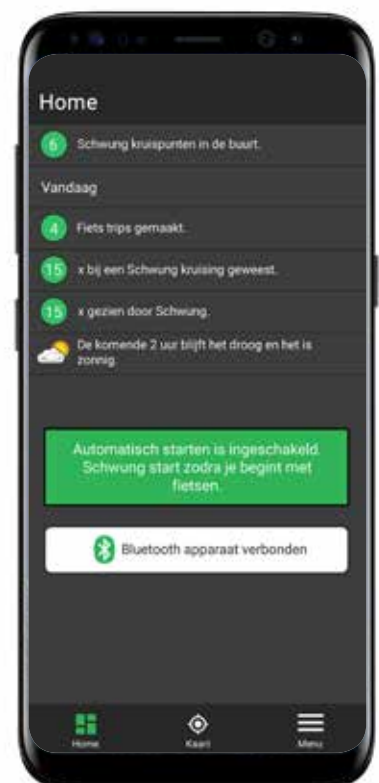 Home
6 Schwung kruispunten in de buurt.
Vandaag
4 Fiets trips gemaakt.
15 x bij een Schwung kruising geweest.
15 x gezien door Schwung.
De komende 2 uur blijft het droog en het is
zonnig.
Automatisch starten is ingeschakeld.
Schwung start zodra je begint met
fietsen.
Bluetooth apparaat verbonden
Home Kaart Menu